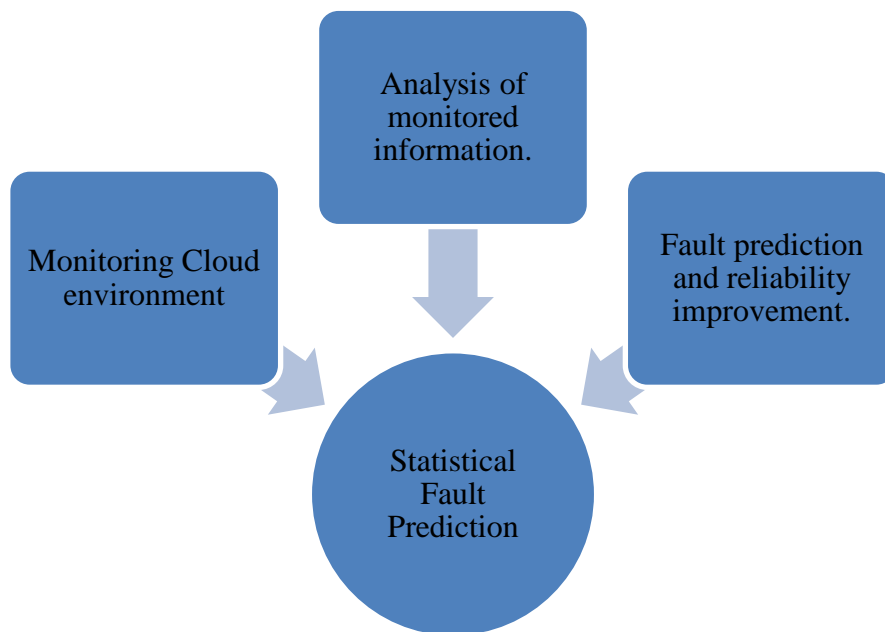 Monitoring Cloud
environment
Analysis of
monitored
information.
Fault prediction
and reliability
improvement.
Statistical
Fault
Prediction